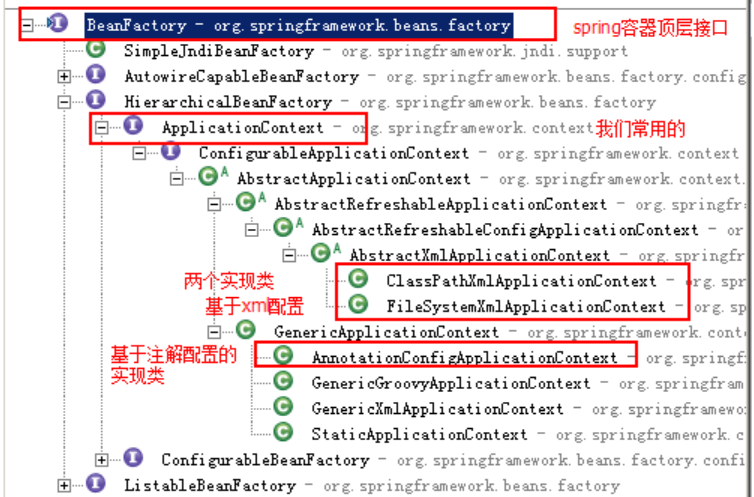 BeanFactory - org.springframework.beans.factory spring容器顶层接口
SimpleJndiBeanFactory - org.springframework.jndi.support
AutowireCapableBeanFactory - org.springframework.beans.factory.config
HierarchicalBeanFactory - org.springframework.beans.factory
ApplicationContext - org.springframework.context 我们常用的
ConfigurableApplicationContext - org.springframework.context
AbstractApplicationContext - org.springframework.context.
AbstractRefreshableApplicationContext - org.springfr
AbstractRefreshableConfigApplicationContext - or
AbstractXmlApplicationContext - org.springfr
两个实现类 ClassPathXmlApplicationContext - org.spr
基于xml配置 FileSystemXmlApplicationContext - org.sp
GenericApplicationContext - org.springframework.cont
基于注解配置的 AnnotationConfigApplicationContext - org.springf
实现类 GenericGroovyApplicationContext - org.springfram
GenericXmlApplicationContext - org.springframewo
StaticApplicationContext - org.springframework.c
ConfigurableBeanFactory - org.springframework.beans.factory.confi
ListableBeanFactory - org.springframework.beans.factory